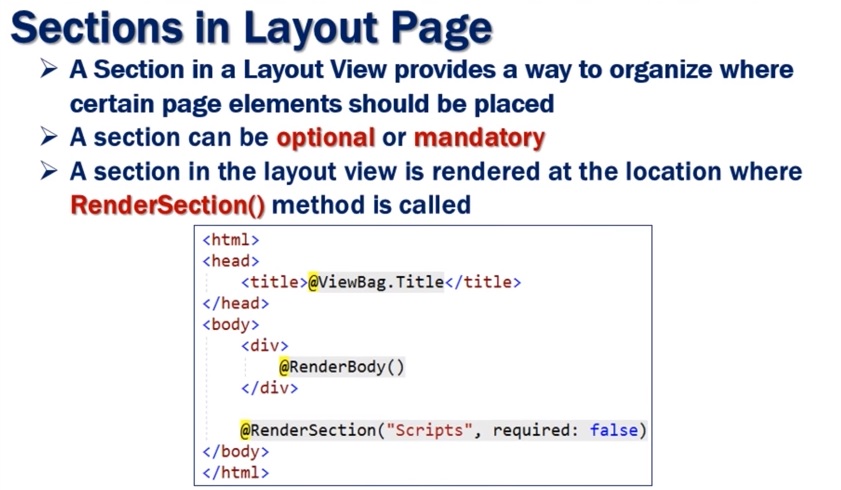 Sections in Layout Page
➤ A Section in a Layout View provides a way to organize where
certain page elements should be placed
➤ A section can be optional or mandatory
➤ A section in the layout view is rendered at the location where
RenderSection() method is called
<html>
<head>
<title>@ViewBag.Title</title>
</head>
<body>
<div>
@RenderBody()
</div>
@RenderSection("Scripts", required: false)
</body>
</html>